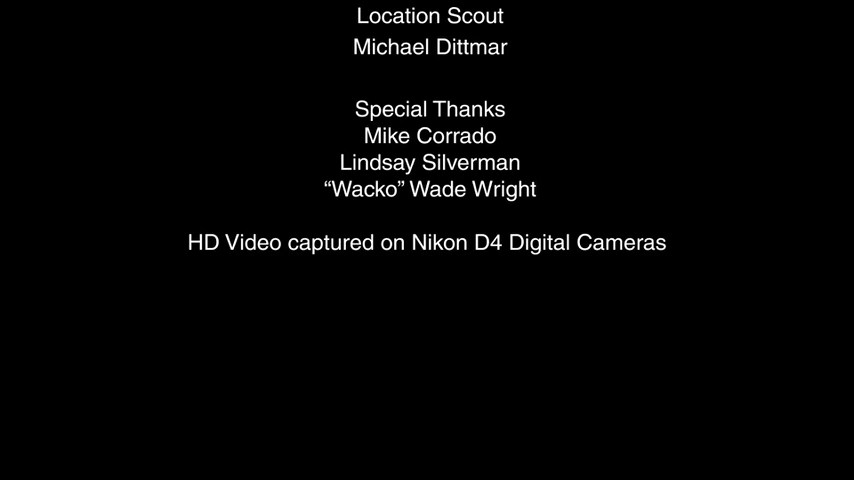 Location Scout
Michael Dittmar
Special Thanks
Mike Corrado
Lindsay Silverman
“Wacko” Wade Wright
HD Video captured on Nikon D4 Digital Cameras